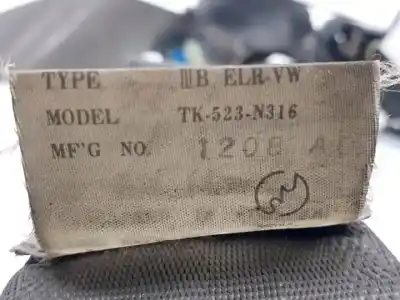 TYPE ⅢB ELR-VW
MODEL TK-523-N316
MF"G NO. 1208